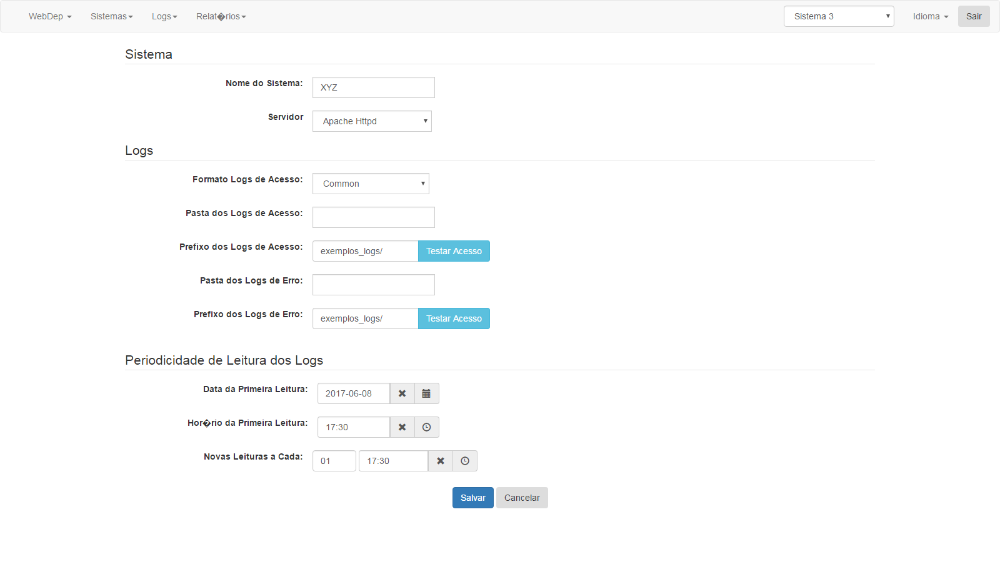 WebDep Sistemas Logs Relat�rios Sistema 3 Idioma Sair
Sistema
Nome do Sistema: XYZ
Servidor Apache Httpd
Logs
Formato Logs de Acesso: Common
Pasta dos Logs de Acesso:
Prefixo dos Logs de Acesso: exemplos_logs/ Testar Acesso
Pasta dos Logs de Erro:
Prefixo dos Logs de Erro: exemplos_logs/ Testar Acesso
Periodicidade de Leitura dos Logs
Data da Primeira Leitura: 2017-06-08
Hor�rio da Primeira Leitura: 17:30
Novas Leituras a Cada: 01 17:30
Salvar Cancelar